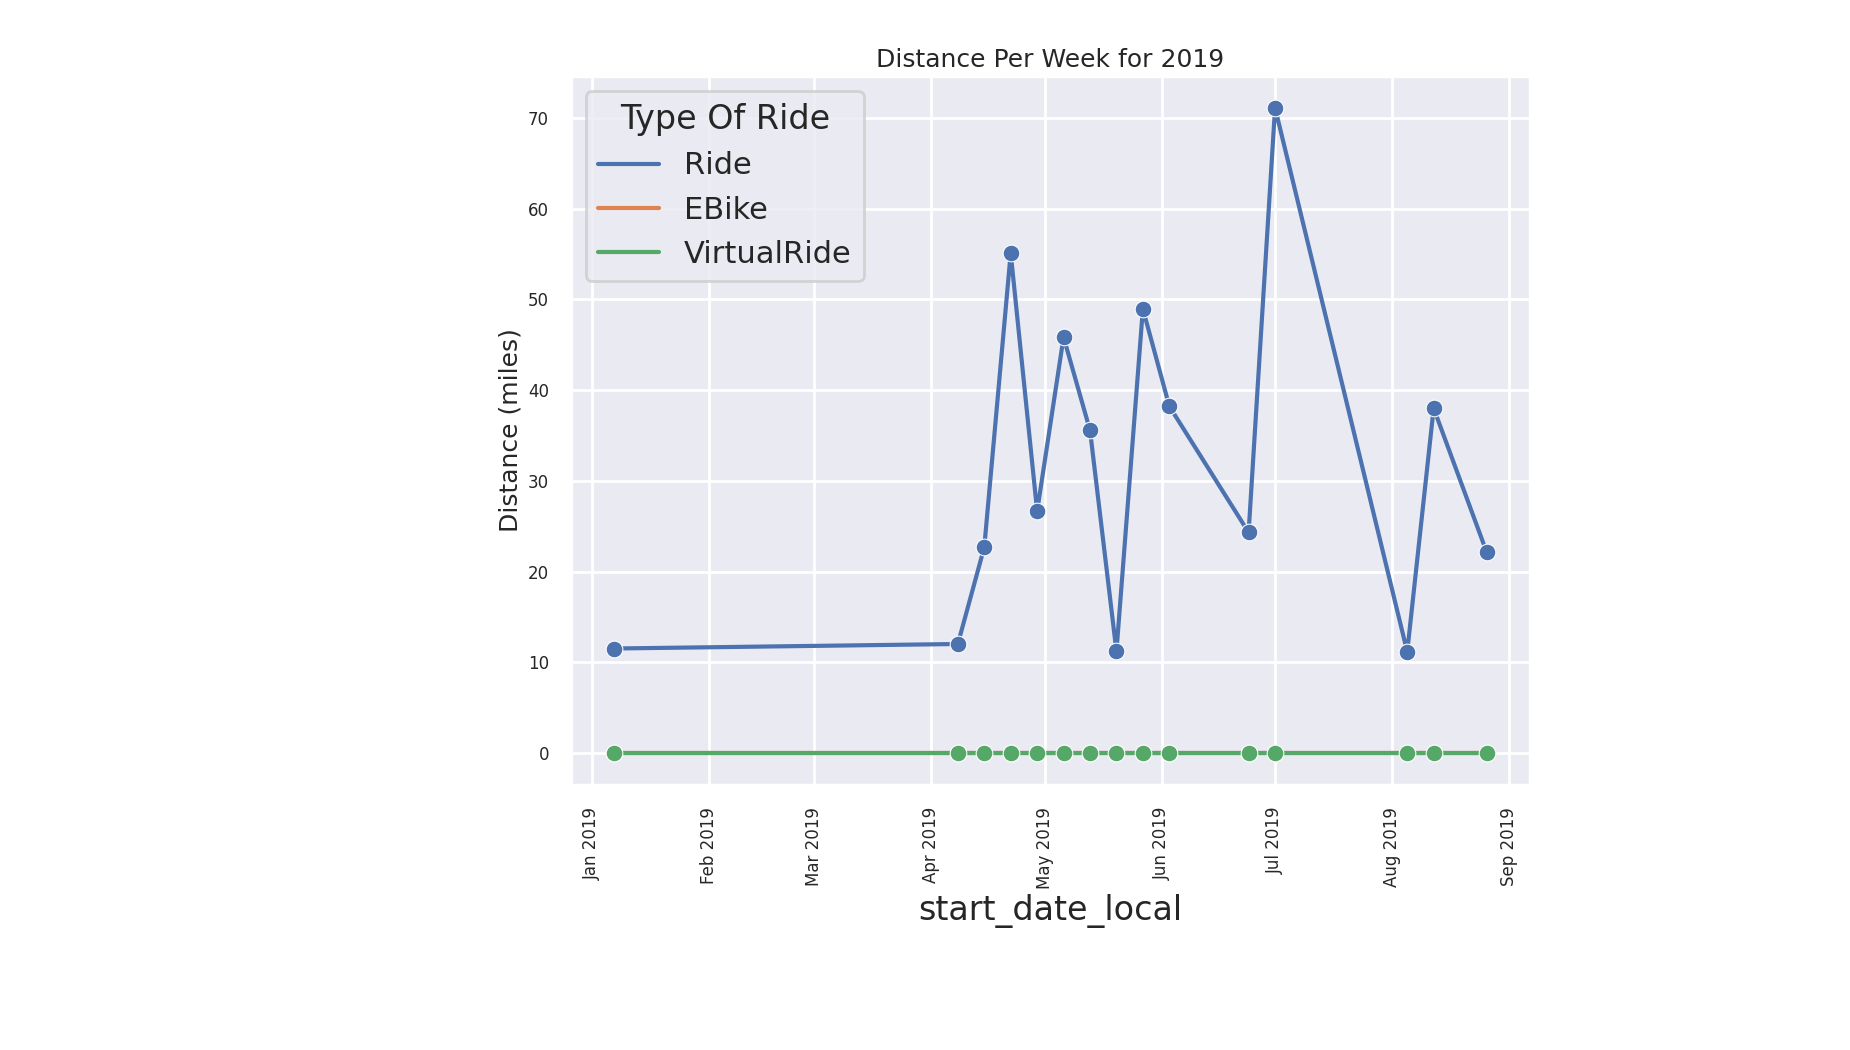 Distance Per Week for 2019
Type Of Ride
Ride
EBike
VirtualRide
Distance (miles)
70
60
50
40
30
20
10
0
Jan 2019
Feb 2019
Mar 2019
Apr 2019
May 2019
Jun 2019
Jul 2019
Aug 2019
Sep 2019
start_date_local